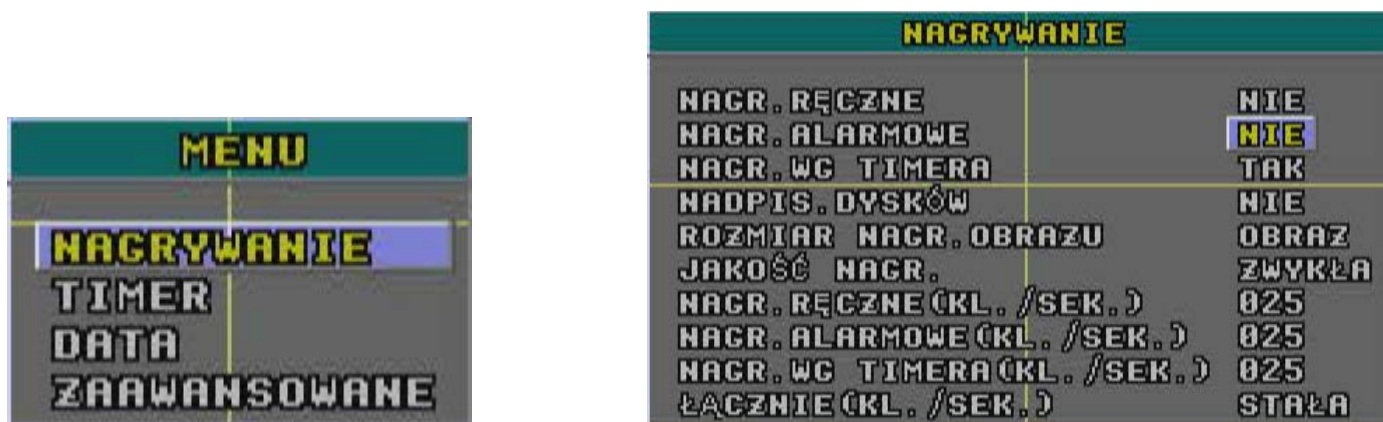 MENU
NAGRYWANIE
TIMER
DATA
ZAAWANSOWANE
NAGRYWANIE
NAGR.RĘCZNE NIE
NAGR.ALARMOWE NIE
NAGR.WG TIMERA TAK
NADPIS.DYSKÓW NIE
ROZMIAR NAGR.OBRAZU OBRAZ
JAKOŚĆ NAGR. ZWYKŁA
NAGR.RĘCZNE(KL./SEK.) 025
NAGR.ALARMOWE(KL./SEK.) 025
NAGR.WG TIMERA(KL./SEK.) 025
ŁĄCZNIE(KL./SEK.) STAŁA